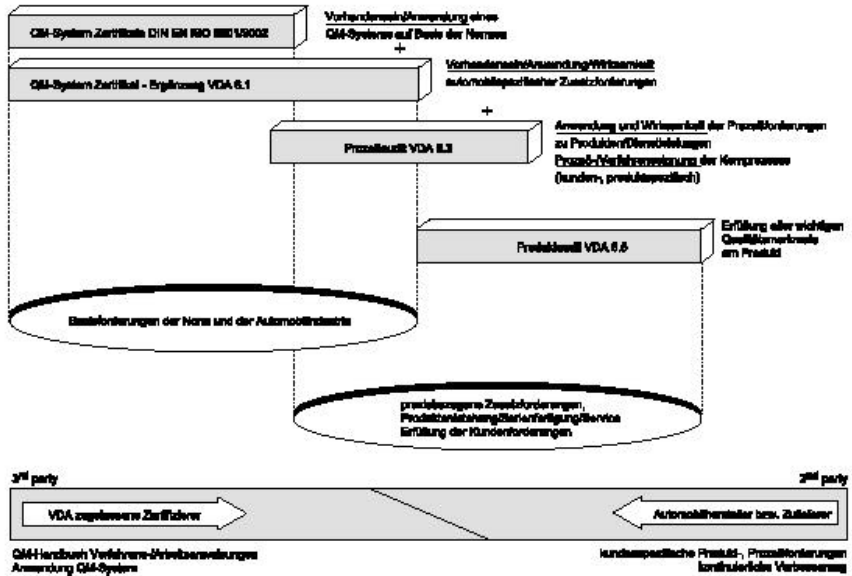 QM-System Zertifikate DIN EN ISO 9001/9002
Vorhandensein/Anwendung eines
QM-Systems auf Basis der Normen
+
QM-System Zertifikat - Ergänzung VDA 6.1
Vorhandensein/Anwendung/Wirksamkeit
automobilspezifischer Zusatzforderungen
+
Prozeßaudit VDA 6.3
Anwendung und Wirksamkeit der Prozeßforderungen
zu Produkten/Dienstleistungen
Prozeß-/Verfahrenseignung der Kernprozesse
(kunden-, produktspezifisch)
Produktaudit VDA 6.5
Erfüllung aller wichtigen
Qualitätsmerkmale
am Produkt
Basisforderungen der Norm und der Automobilindustrie
Zusatzforderungen,
Produktentstehung/Serienfertigung/Service
Erfüllung der Kundenforderungen
3rd party
2nd party
VDA zugelassene Zertifizierer
Automobilhersteller bzw. Zulieferer
QM-Handbuch Verfahrens-/Arbeitsanweisungen
Anwendung QM-System
kundenspezifische Produkt-, Prozeßforderungen
kontinuierliche Verbesserung